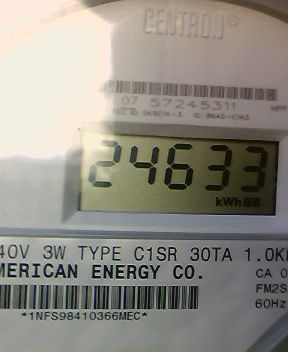 CENTRON®
07 57245311
24633
kWh
40V 3W TYPE C1SR 30TA 1.0K
MERICAN ENERGY CO.
CA 0
FM2S
60Hz
*1NFS98410366MEC*